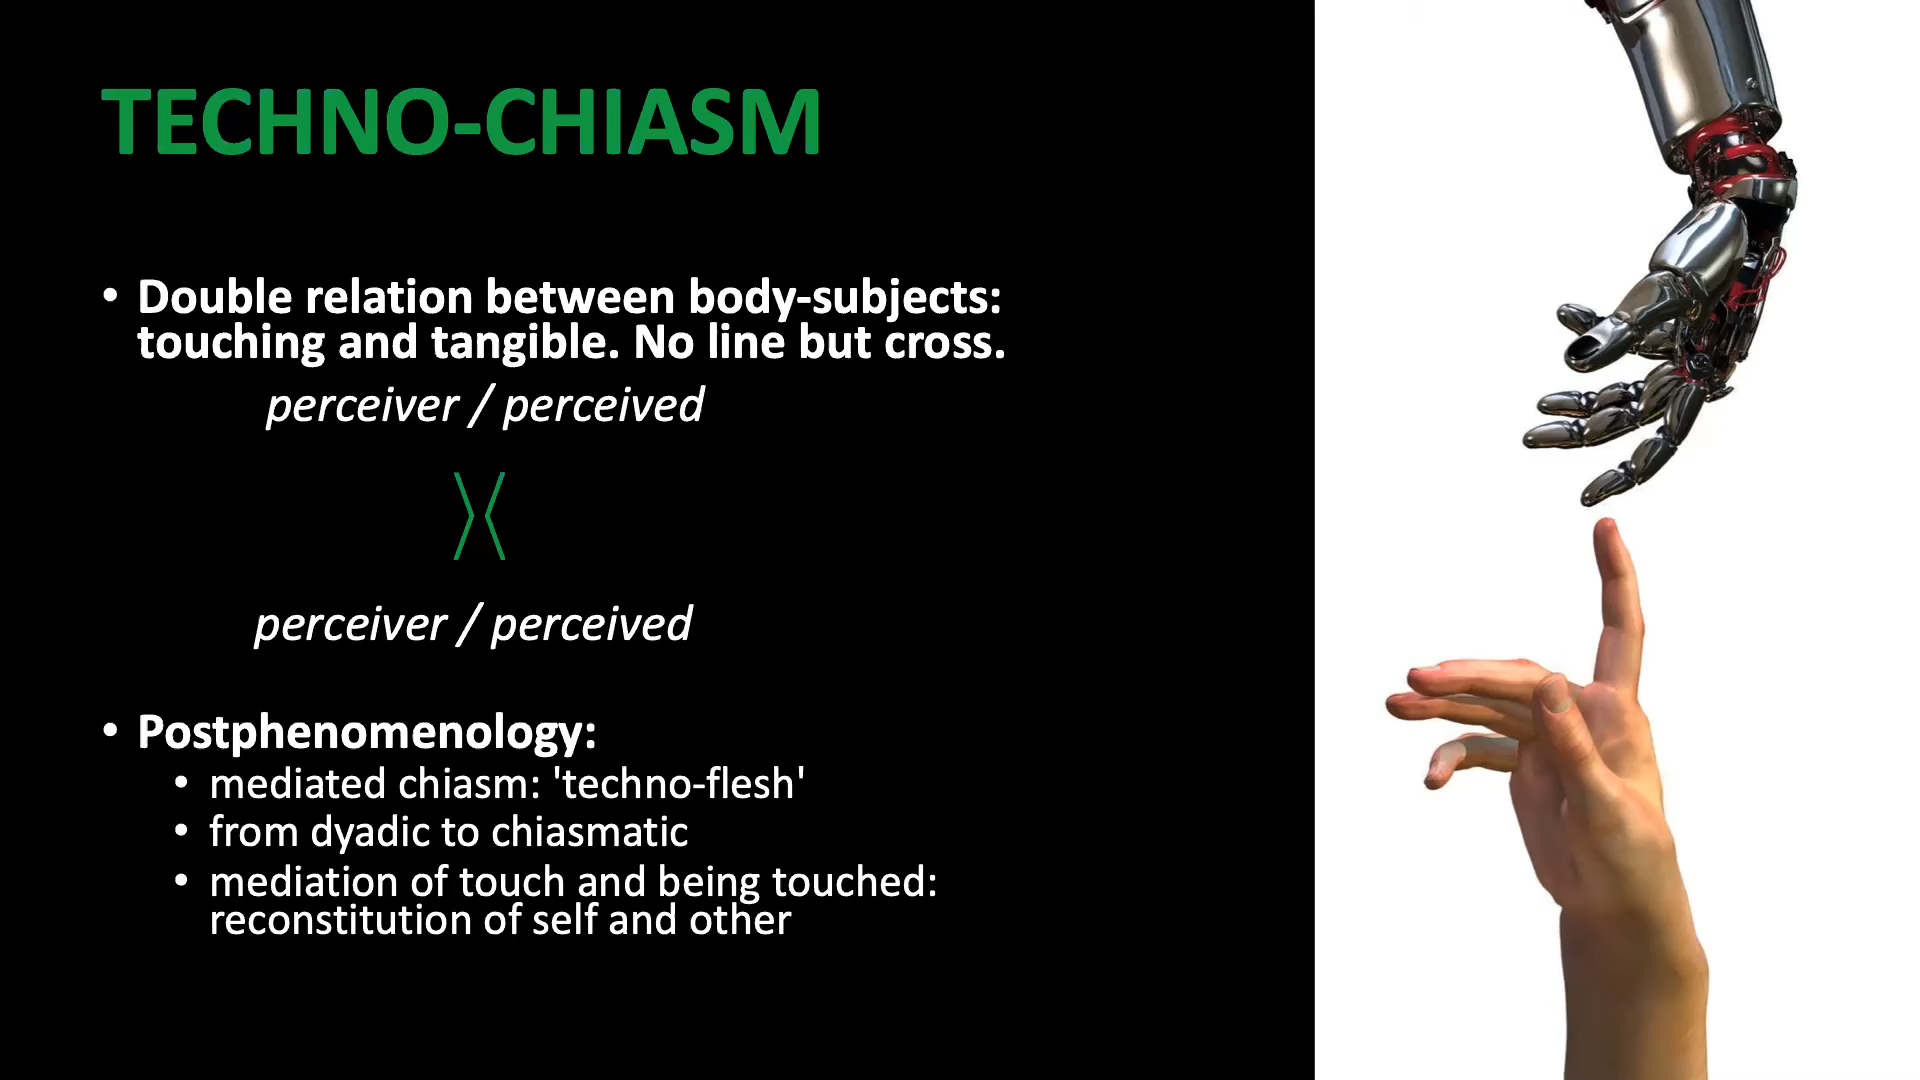 TECHNO-CHIASM
• Double relation between body-subjects:
touching and tangible. No line but cross.
perceiver / perceived
perceiver / perceived
• Postphenomenology:
• mediated chiasm: 'techno-flesh'
• from dyadic to chiasmatic
• mediation of touch and being touched:
reconstitution of self and other